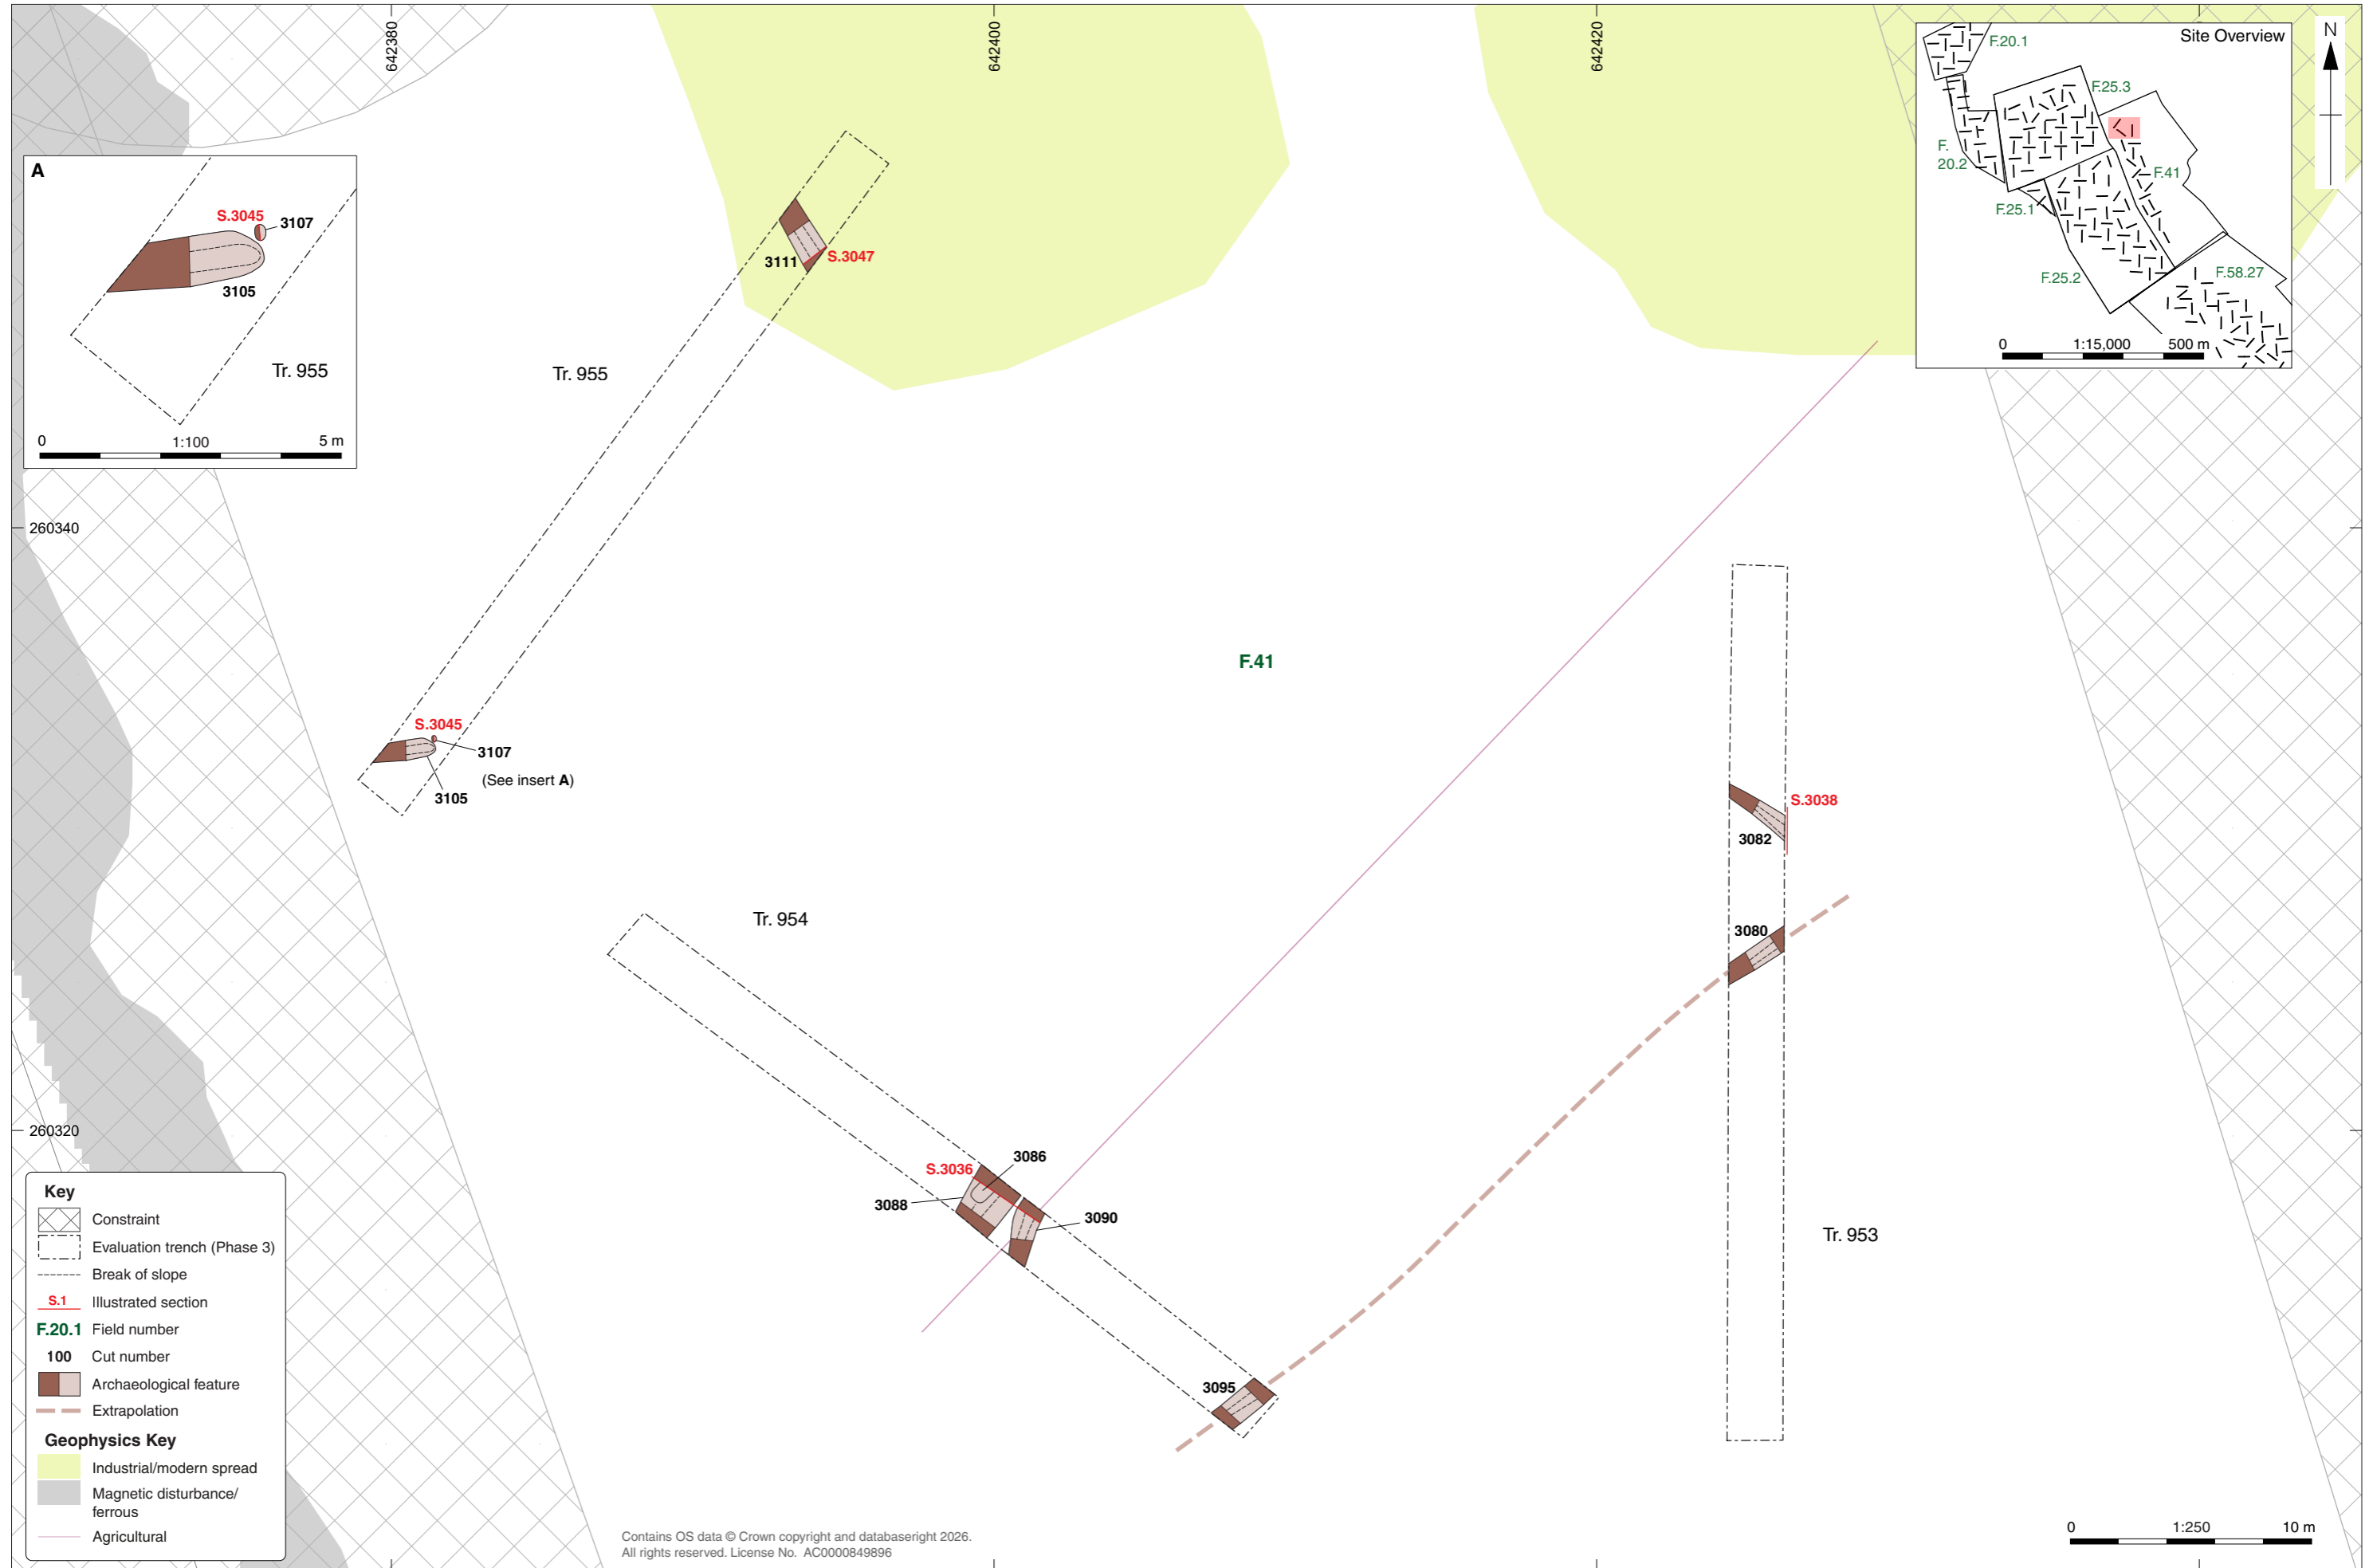 642380
642400
642420
Site Overview
N
F.20.1
F.25.3
F.
20.2
F.41
F.25.1
F.25.2
F.58.27
0 1:15,000 500 m
A
S.3045
3107
3105
Tr. 955
0 1:100 5 m
3111
S.3047
Tr. 955
260340
F.41
S.3045
3107
(See insert A)
3105
S.3038
3082
Tr. 954
3080
260320
3086
S.3036
3088
3090
Tr. 953
3095
Key
Constraint
Evaluation trench (Phase 3)
Break of slope
S.1 Illustrated section
F.20.1 Field number
100 Cut number
Archaeological feature
Extrapolation
Geophysics Key
Industrial/modern spread
Magnetic disturbance/
ferrous
Agricultural
Contains OS data © Crown copyright and databaseright 2026.
All rights reserved. License No. AC0000849896
0 1:250 10 m